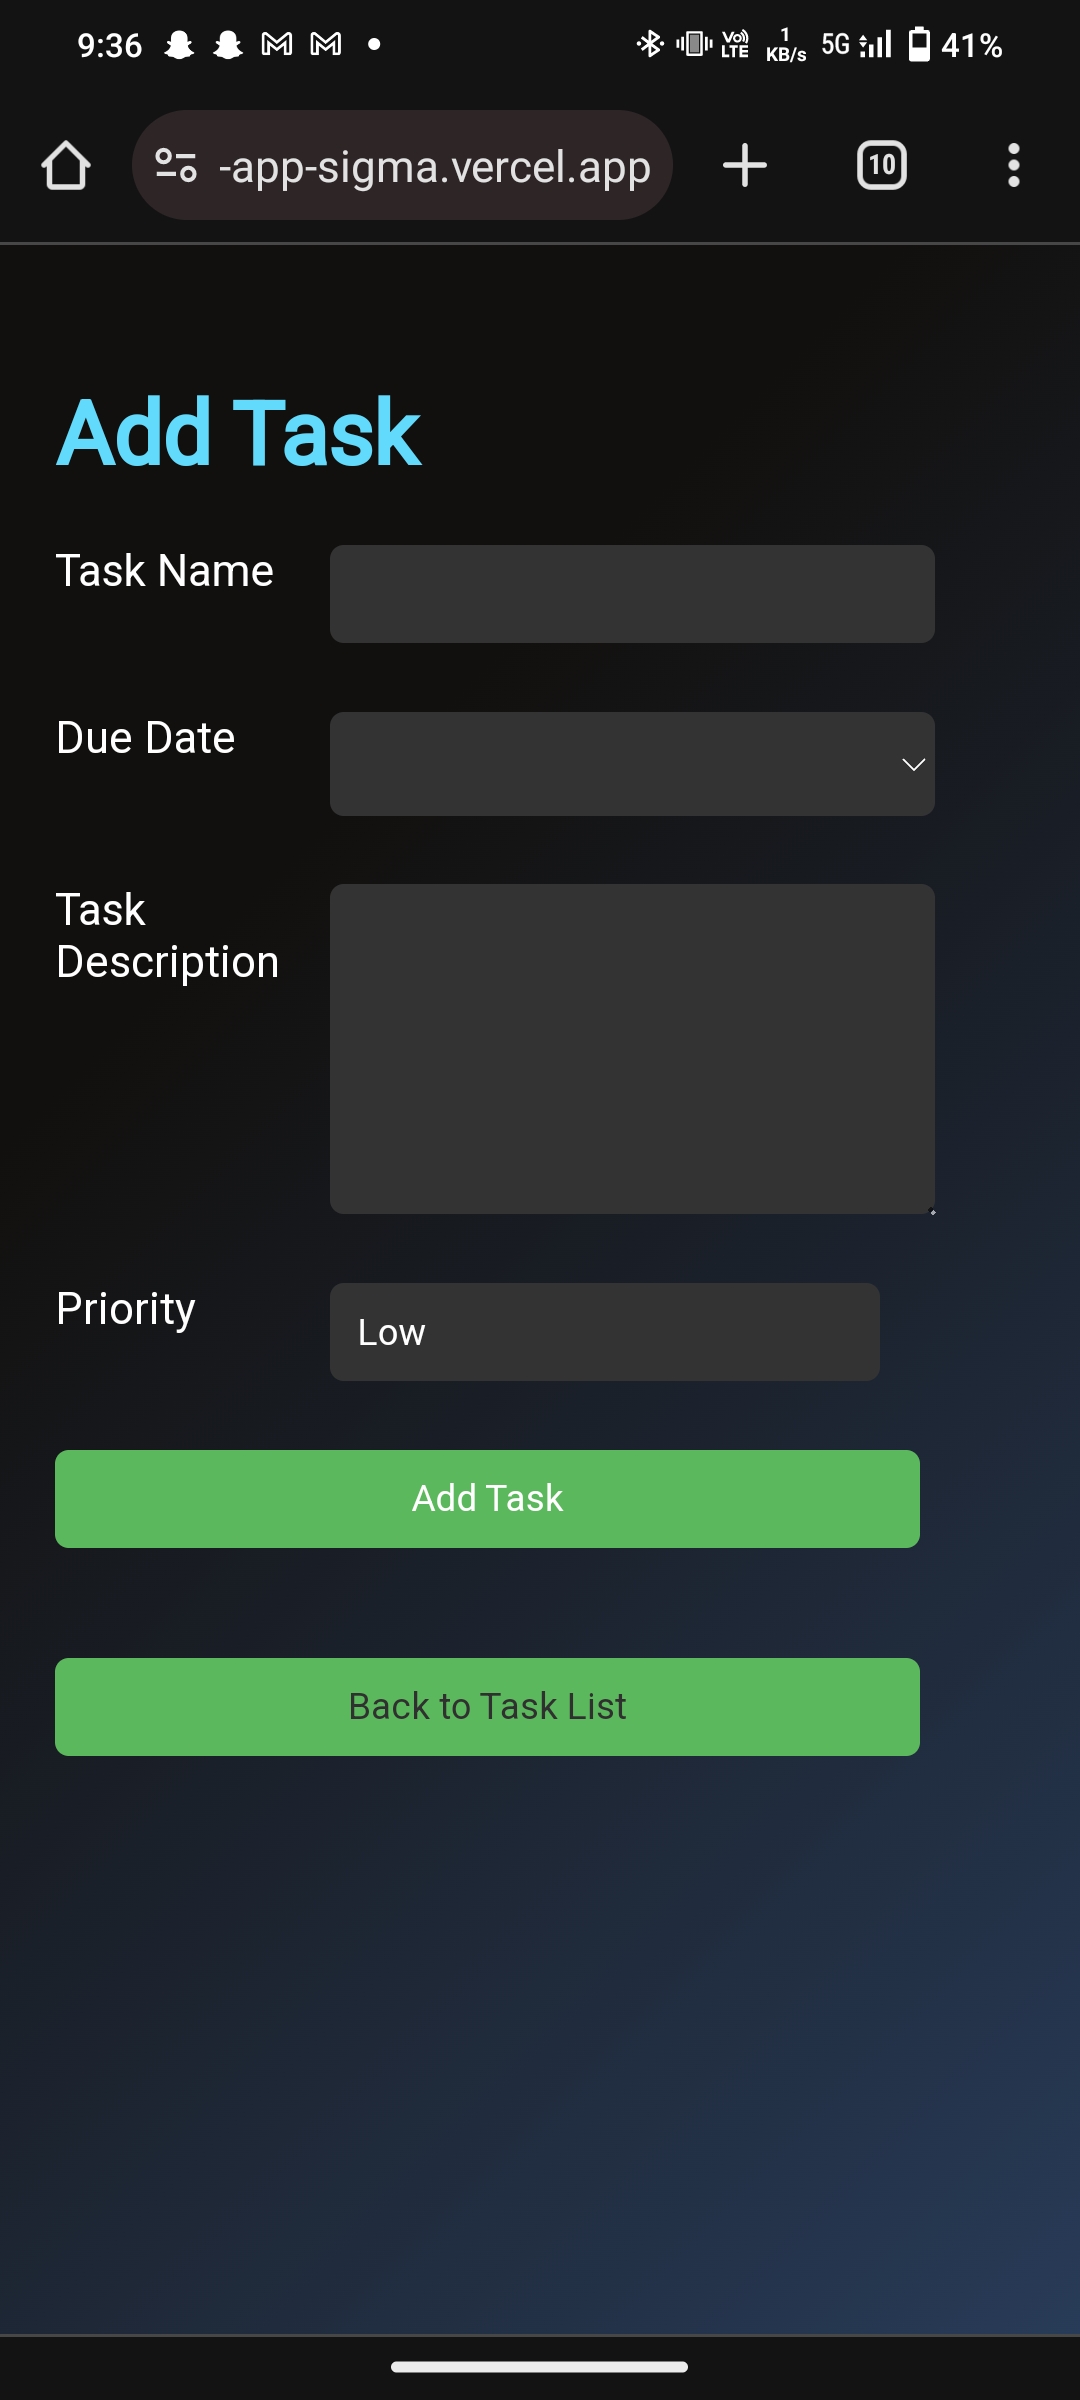 9:36
VO)) LTE
1 KB/s
5G
41%
-app-sigma.vercel.app
10
Add Task
Task Name
Due Date
Task
Description
Priority
Low
Add Task
Back to Task List